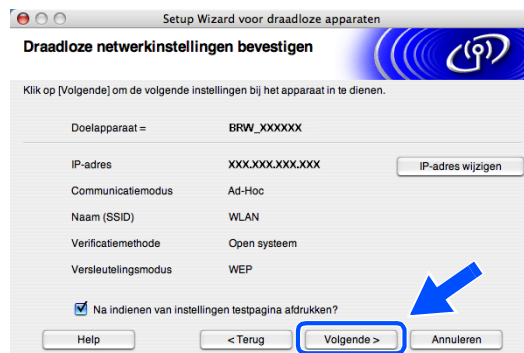 Setup Wizard voor draadloze apparaten
Draadloze netwerkinstellingen bevestigen
Klik op [Volgende] om de volgende instellingen bij het apparaat in te dienen.
Doelapparaat = BRW_XXXXXX
IP-adres XXX.XXX.XXX.XXX IP-adres wijzigen
Communicatiemodus Ad-Hoc
Naam (SSID) WLAN
Verificatiemethode Open systeem
Versleutelingsmodus WEP
Na indienen van instellingen testpagina afdrukken?
Help < Terug Volgende > Annuleren